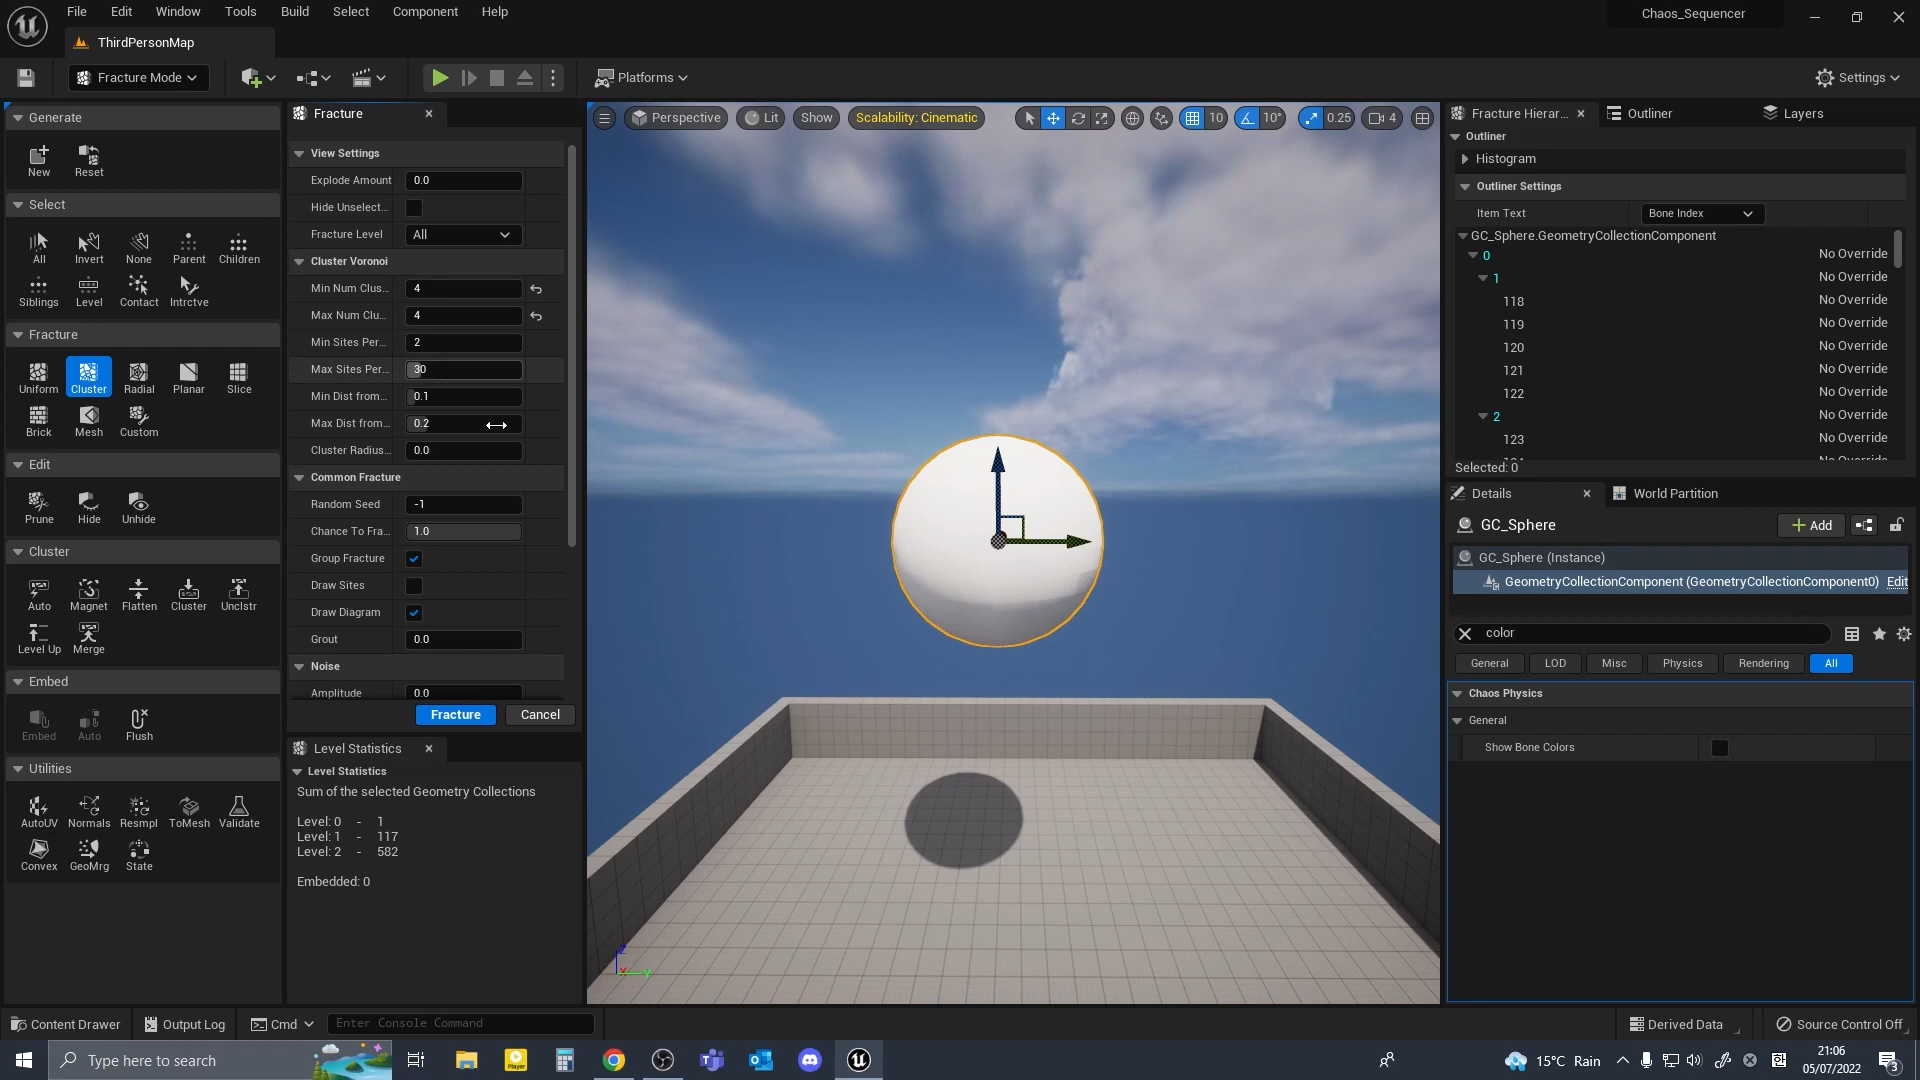 File Edit Window Tools Build Select Component Help
Chaos_Sequencer
ThirdPersonMap
Fracture Mode
Platforms
Settings
Generate
New Reset
Select
All Invert None Parent Children
Siblings Level Contact Intrctve
Fracture
Uniform Cluster Radial Planar Slice
Brick Mesh Custom
Edit
Prune Hide Unhide
Cluster
Auto Magnet Flatten Cluster Unclstr
Level Up Merge
Embed
Embed Auto Flush
Utilities
AutoUV Normals Resmpl ToMesh Validate
Convex GeoMrg State
Fracture
View Settings
Explode Amount 0.0
Hide Unselect...
Fracture Level All
Cluster Voronoi
Min Num Clus... 4
Max Num Clu... 4
Min Sites Per... 2
Max Sites Per... 30
Min Dist from... 0.1
Max Dist from... 0.2
Cluster Radius... 0.0
Common Fracture
Random Seed -1
Chance To Fra... 1.0
Group Fracture
Draw Sites
Draw Diagram
Grout 0.0
Noise
Amplitude 0.0
Fracture Cancel
Level Statistics
Level Statistics
Sum of the selected Geometry Collections
Level: 0 - 1
Level: 1 - 117
Level: 2 - 582
Embedded: 0
Perspective Lit Show Scalability: Cinematic 10 10° 0.25 4
Z
X Y
Fracture Hierar... Outliner Layers
Outliner
Histogram
Outliner Settings
Item Text Bone Index
GC_Sphere.GeometryCollectionComponent
0 No Override
1 No Override
118 No Override
119 No Override
120 No Override
121 No Override
122 No Override
2 No Override
123 No Override
Selected: 0
Details World Partition
GC_Sphere Add
GC_Sphere (Instance)
GeometryCollectionComponent (GeometryCollectionComponent0) Edit
color
General LOD Misc Physics Rendering All
Chaos Physics
General
Show Bone Colors
Content Drawer Output Log Cmd Enter Console Command
Derived Data Source Control Off
Type here to search
Player
15°C Rain
21:06
05/07/2022
3